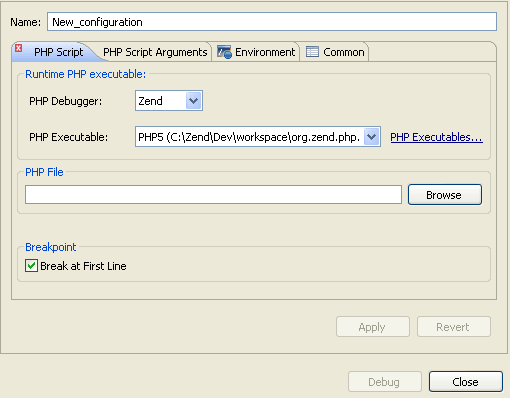 Name: New_configuration
PHP Script PHP Script Arguments Environment Common
Runtime PHP executable:
PHP Debugger: Zend
PHP Executable: PHP5 (C:\Zend\Dev\workspace\org.zend.php. PHP Executables...
PHP File
Browse
Breakpoint
Break at First Line
Apply Revert
Debug Close